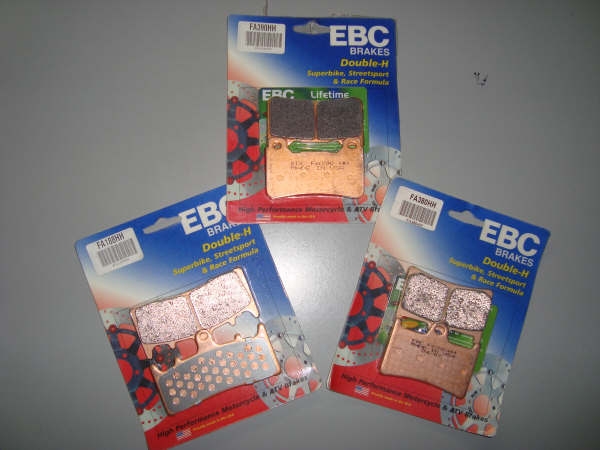 FA390HH
EBC
BRAKES
Double-H
Superbike, Streetsport
& Race Formula
EBC Lifetime
High Performance Motorcycle & ATV
FA188HH
EBC
BRAKES
Double-H
Superbike, Streetsport
& Race Formula
High Performance Motorcycle & ATV Brakes
FA380HH
EBC
BRAKES
Double-H
Superbike, Streetsport
& Race Formula
High Performance Motorcycle & ATV Brakes